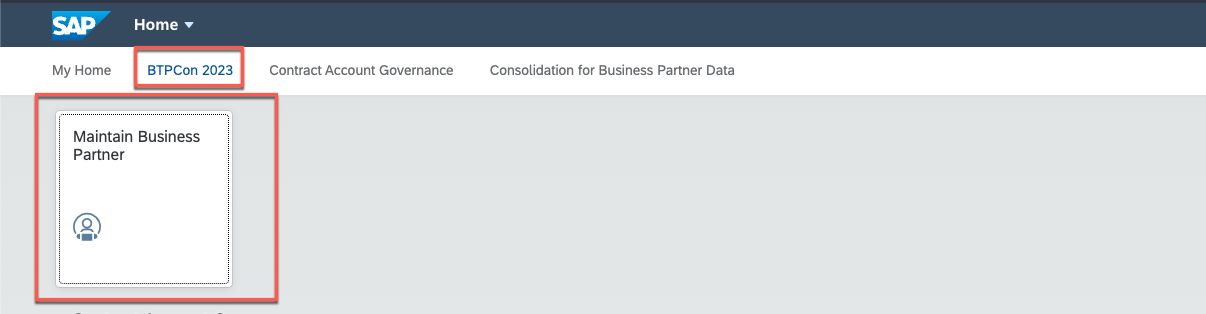 SAP Home
My Home BTPCon 2023 Contract Account Governance Consolidation for Business Partner Data
Maintain Business
Partner